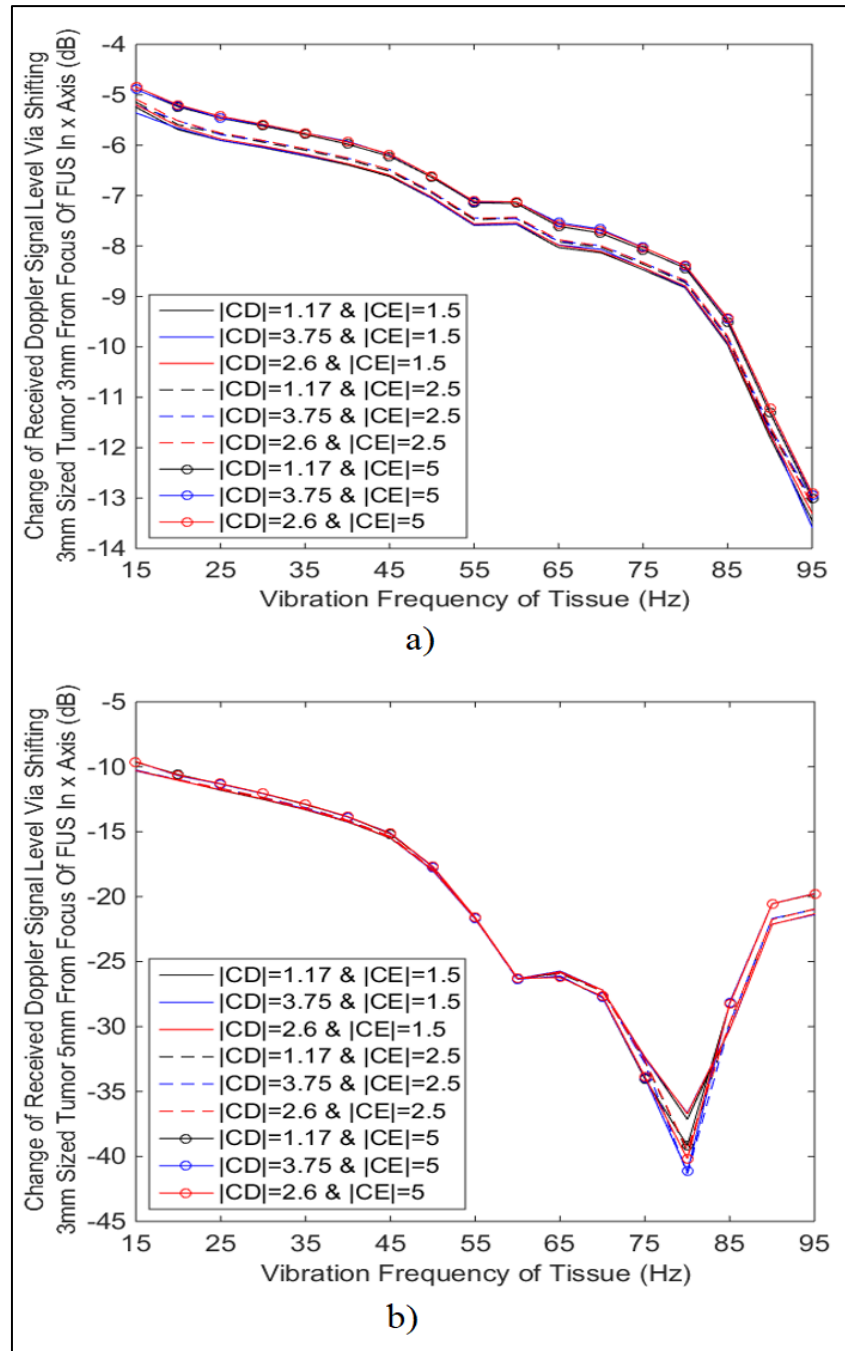 Change of Received Doppler Signal Level Via Shifting
3mm Sized Tumor 3mm From Focus Of FUS In x Axis (dB)
-4
-5
-6
-7
-8
-9
-10
-11
-12
-13
-14
|CD|=1.17 & |CE|=1.5
|CD|=3.75 & |CE|=1.5
|CD|=2.6 & |CE|=1.5
|CD|=1.17 & |CE|=2.5
|CD|=3.75 & |CE|=2.5
|CD|=2.6 & |CE|=2.5
|CD|=1.17 & |CE|=5
|CD|=3.75 & |CE|=5
|CD|=2.6 & |CE|=5
15 25 35 45 55 65 75 85 95
Vibration Frequency of Tissue (Hz)
a)
Change of Received Doppler Signal Level Via Shifting
3mm Sized Tumor 5mm From Focus Of FUS In x Axis (dB)
-5
-10
-15
-20
-25
-30
-35
-40
-45
|CD|=1.17 & |CE|=1.5
|CD|=3.75 & |CE|=1.5
|CD|=2.6 & |CE|=1.5
|CD|=1.17 & |CE|=2.5
|CD|=3.75 & |CE|=2.5
|CD|=2.6 & |CE|=2.5
|CD|=1.17 & |CE|=5
|CD|=3.75 & |CE|=5
|CD|=2.6 & |CE|=5
15 25 35 45 55 65 75 85 95
Vibration Frequency of Tissue (Hz)
b)